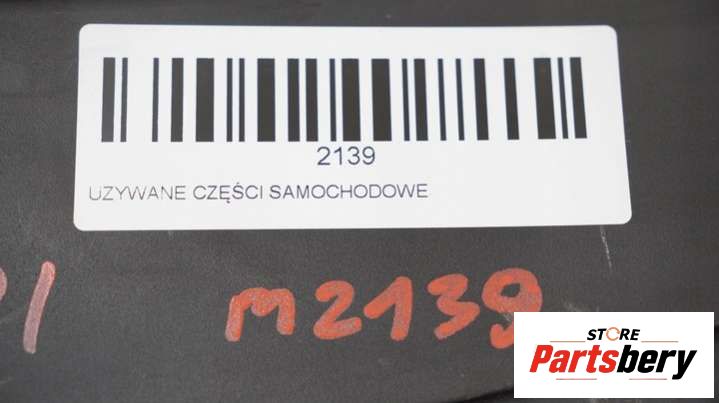 2139
UZYWANE CZĘŚCI SAMOCHODOWE
m2139
STORE
Partsbery